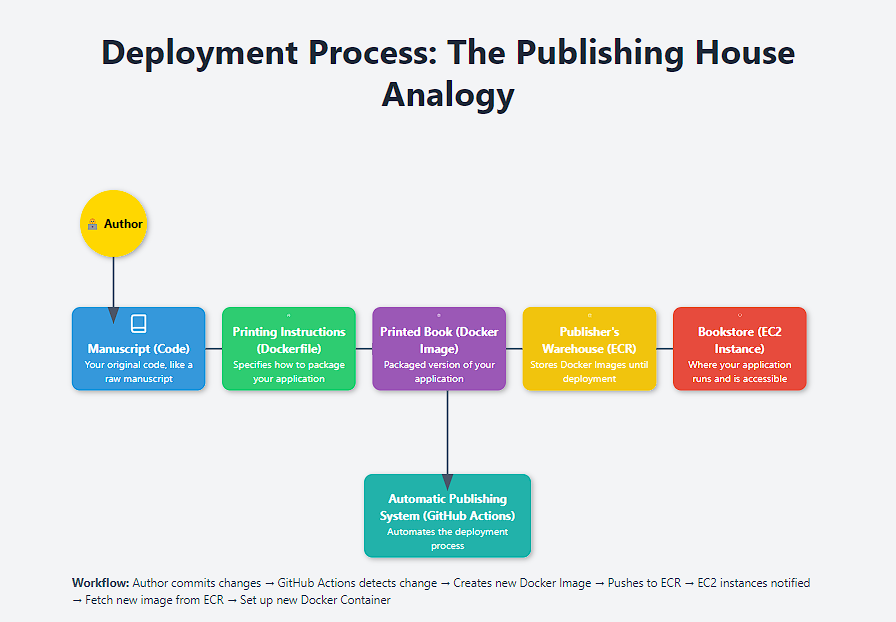 Deployment Process: The Publishing House
Analogy
Author
Manuscript (Code)
Your original code, like a
raw manuscript
Printing Instructions
(Dockerfile)
Specifies how to package
your application
Printed Book (Docker
Image)
Packaged version of your
application
Publisher's
Warehouse (ECR)
Stores Docker Images until
deployment
Bookstore (EC2
Instance)
Where your application
runs and is accessible
Automatic Publishing
System (GitHub Actions)
Automates the deployment
process
Workflow: Author commits changes → GitHub Actions detects change → Creates new Docker Image → Pushes to ECR → EC2 instances notified
→ Fetch new image from ECR → Set up new Docker Container